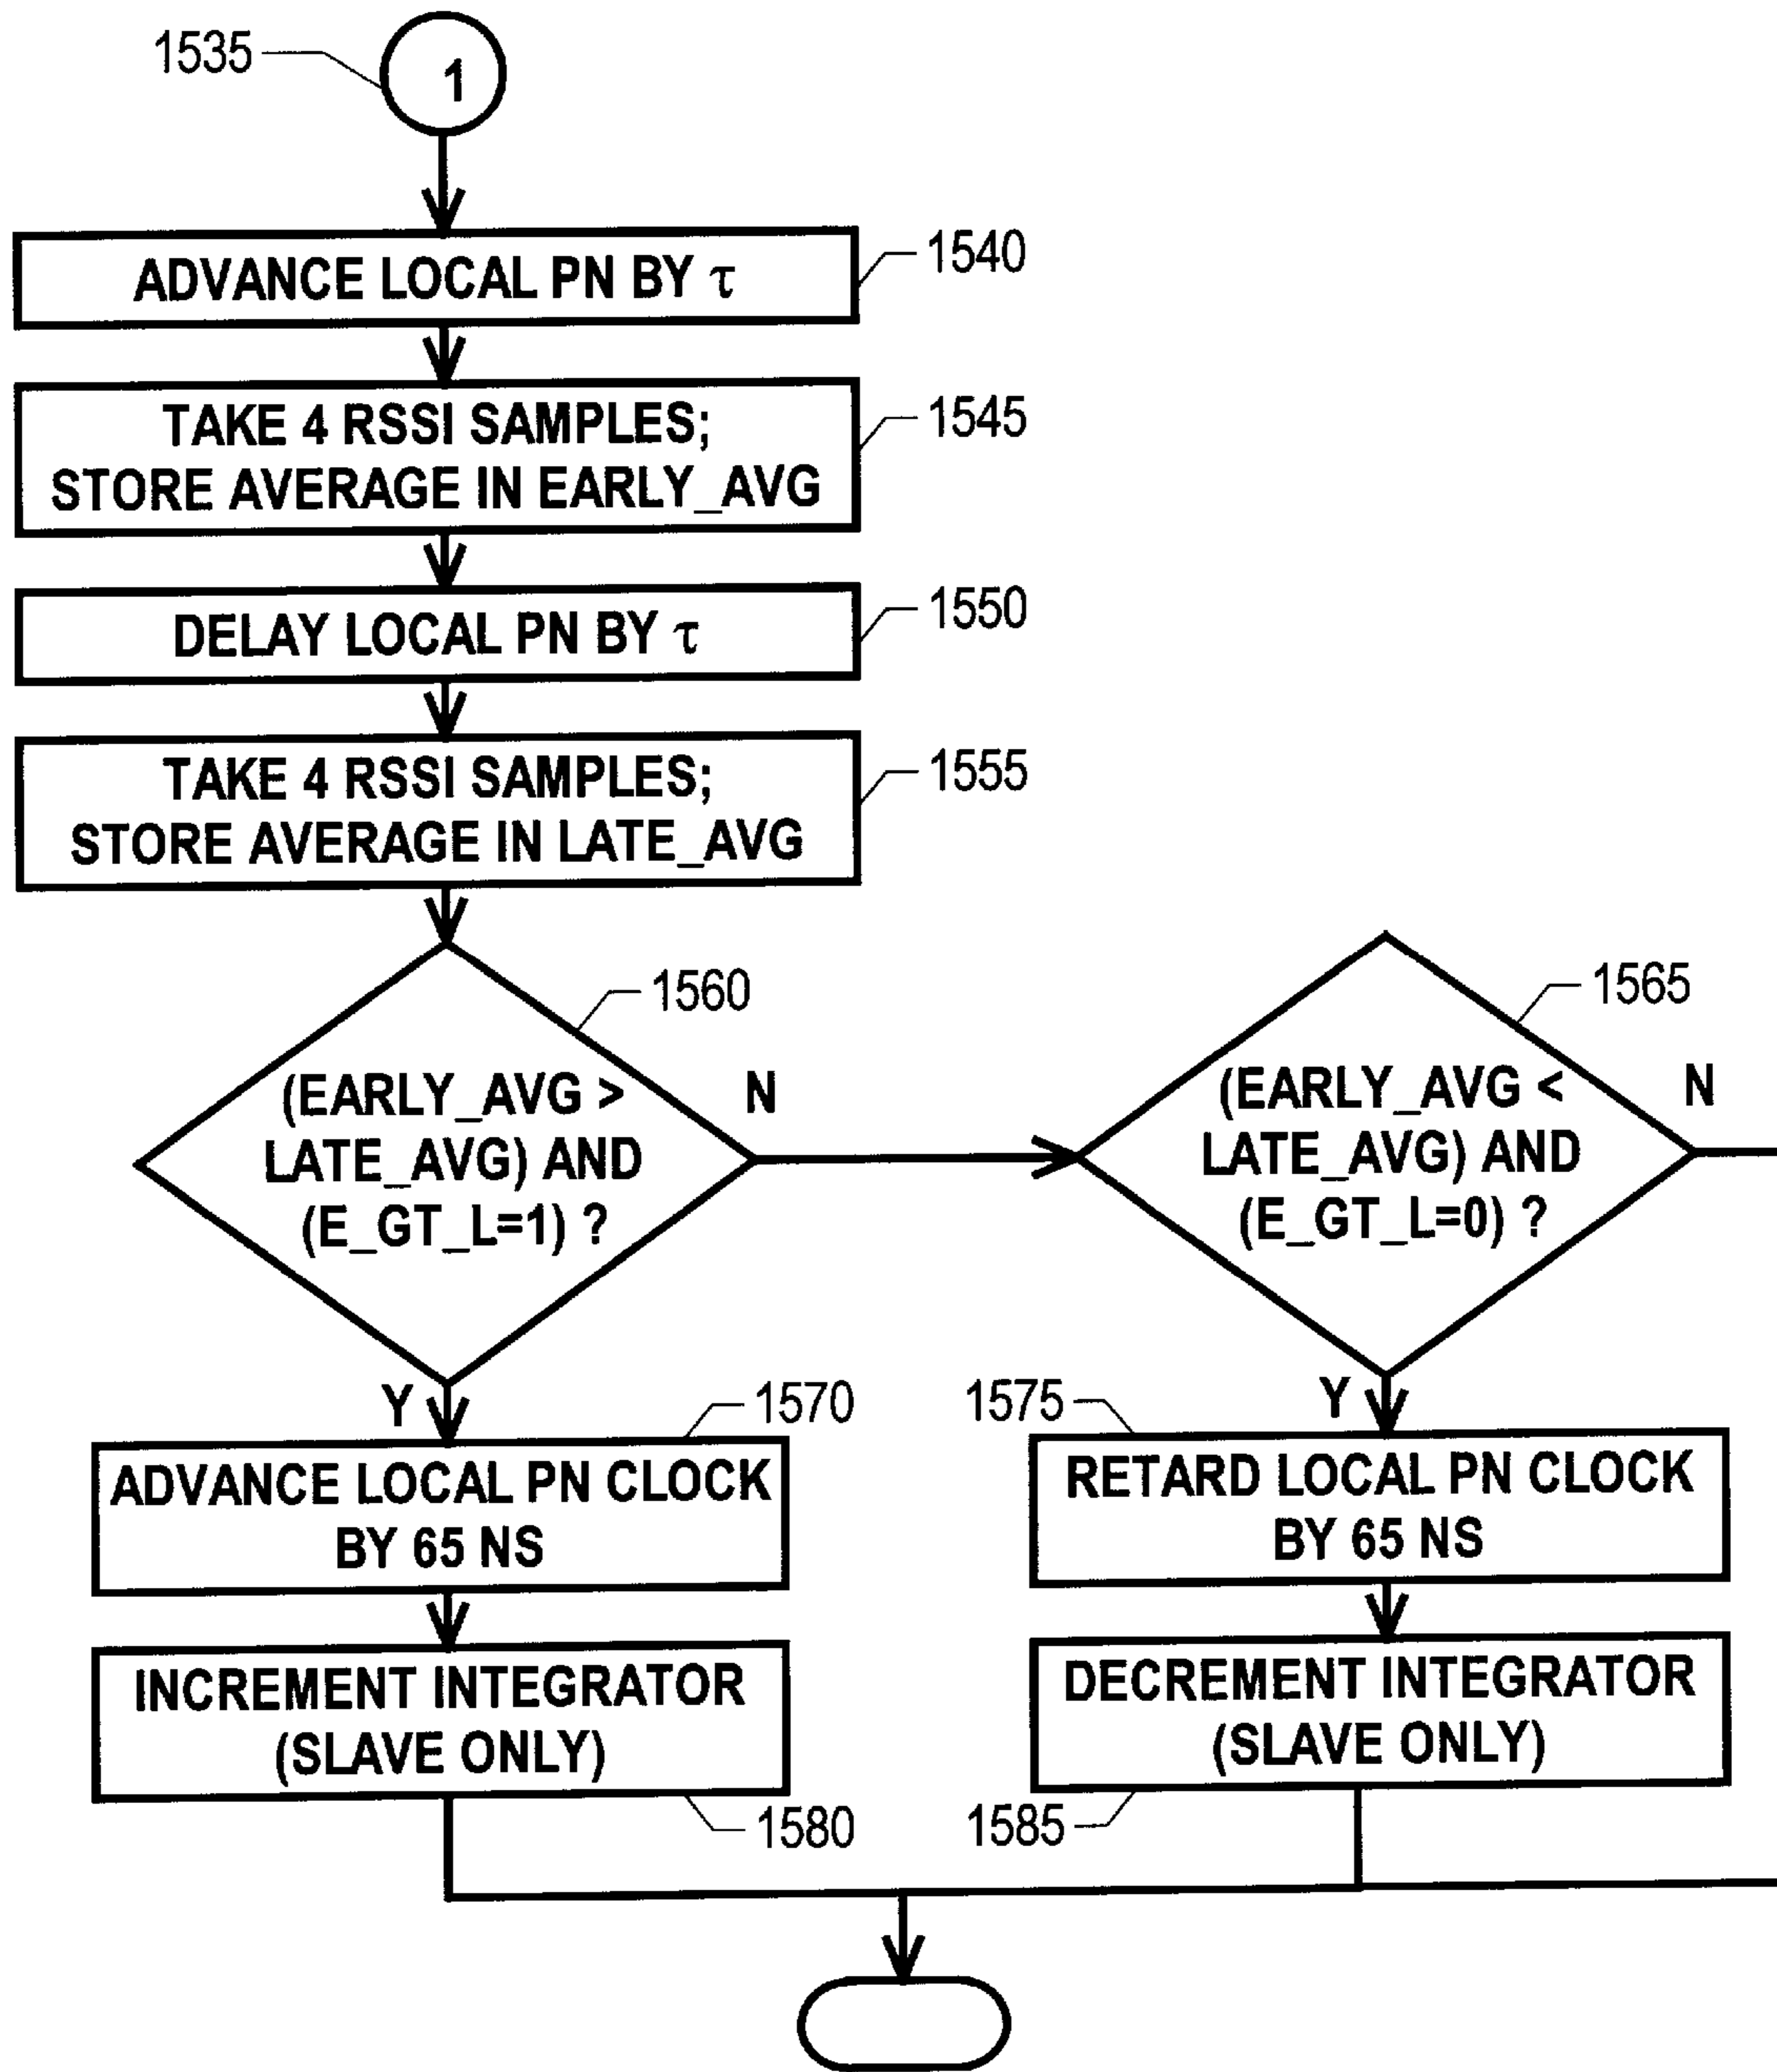 1535
1
ADVANCE LOCAL PN BY τ
1540
TAKE 4 RSSI SAMPLES;
STORE AVERAGE IN EARLY_AVG
1545
DELAY LOCAL PN BY τ
1550
TAKE 4 RSSI SAMPLES;
STORE AVERAGE IN LATE_AVG
1555
1560
(EARLY_AVG >
LATE_AVG) AND
(E_GT_L=1) ?
N
1565
(EARLY_AVG <
LATE_AVG) AND
(E_GT_L=0) ?
N
Y
1570
ADVANCE LOCAL PN CLOCK
BY 65 NS
Y
1575
RETARD LOCAL PN CLOCK
BY 65 NS
INCREMENT INTEGRATOR
(SLAVE ONLY)
1580
DECREMENT INTEGRATOR
(SLAVE ONLY)
1585